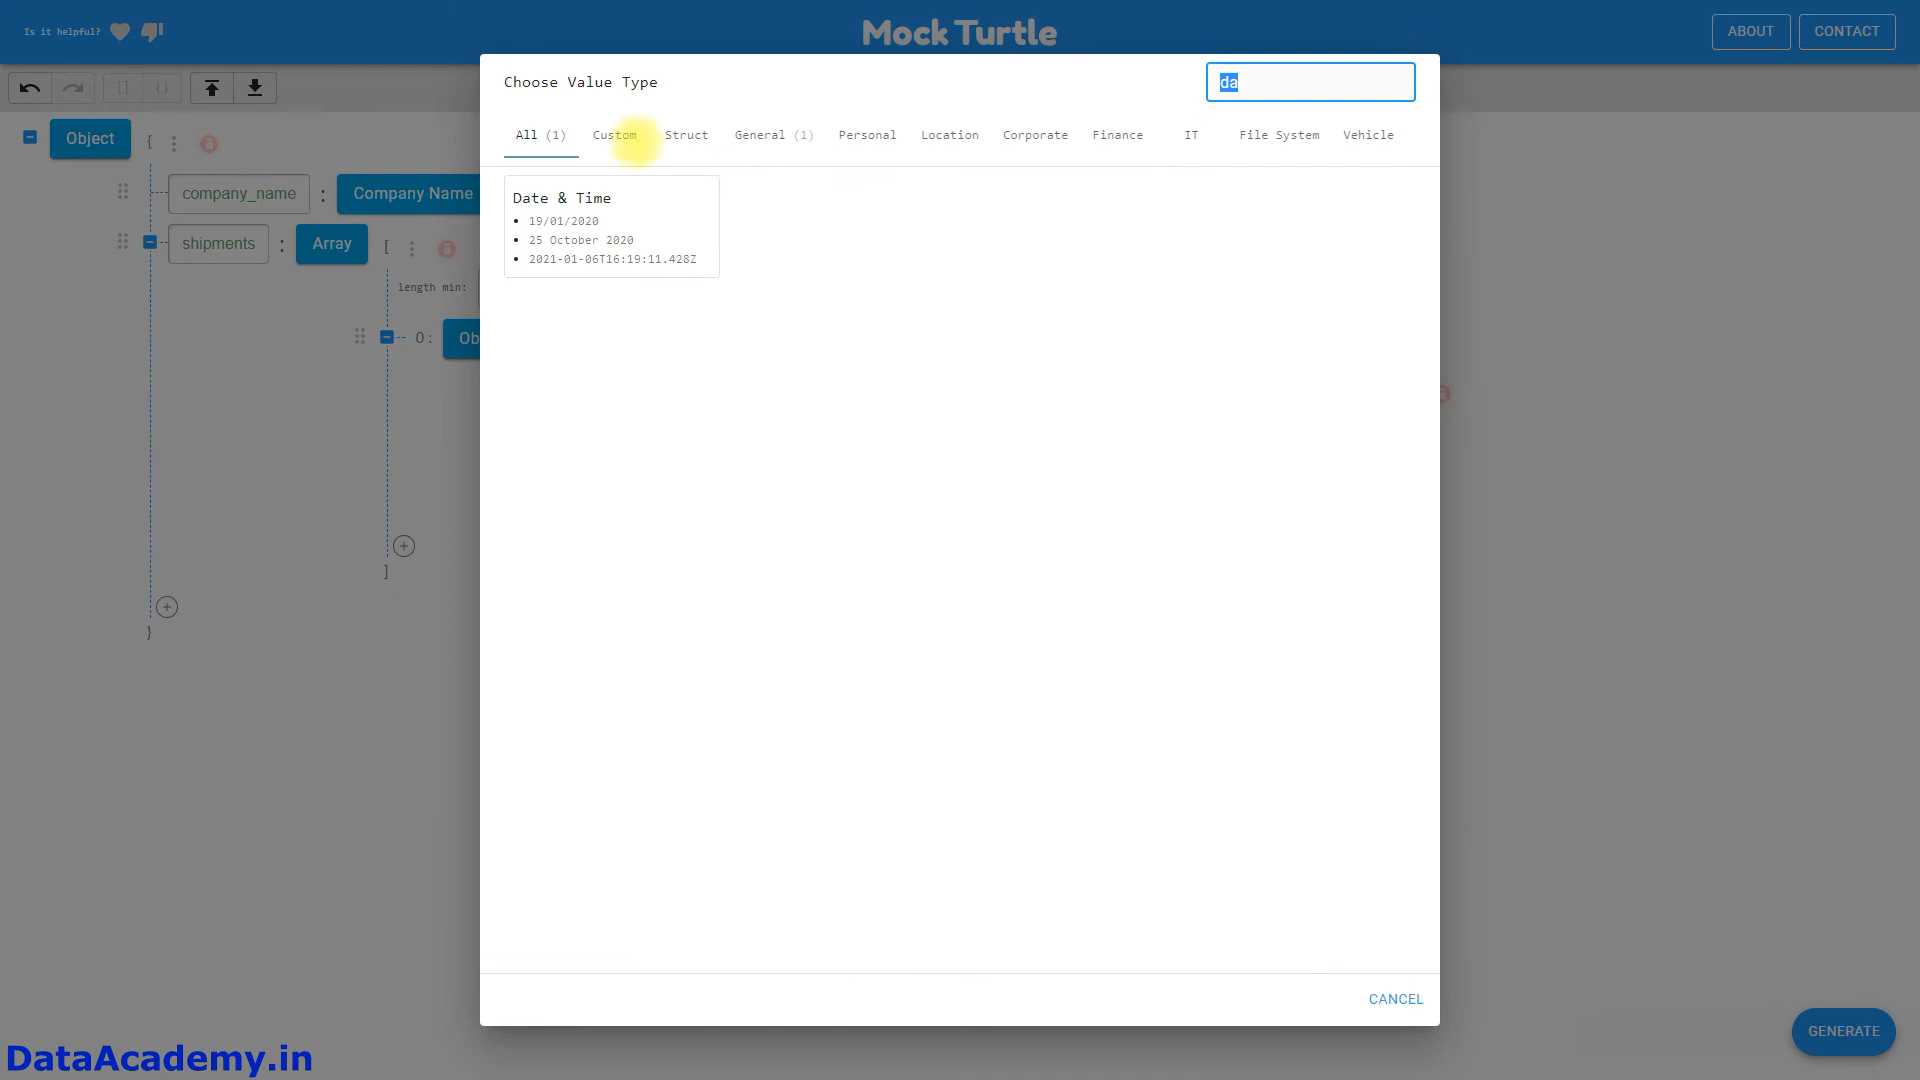 Is it helpful?
Mock Turtle
ABOUT
CONTACT
Choose Value Type
da
All (1)
Custom
Struct
General (1)
Personal
Location
Corporate
Finance
IT
File System
Vehicle
Object {
company_name : Company Name
shipments : Array [
length min:
0 : Ob
]
}
Date & Time
19/01/2020
25 October 2020
2021-01-06T16:19:11.428Z
CANCEL
GENERATE
DataAcademy.in